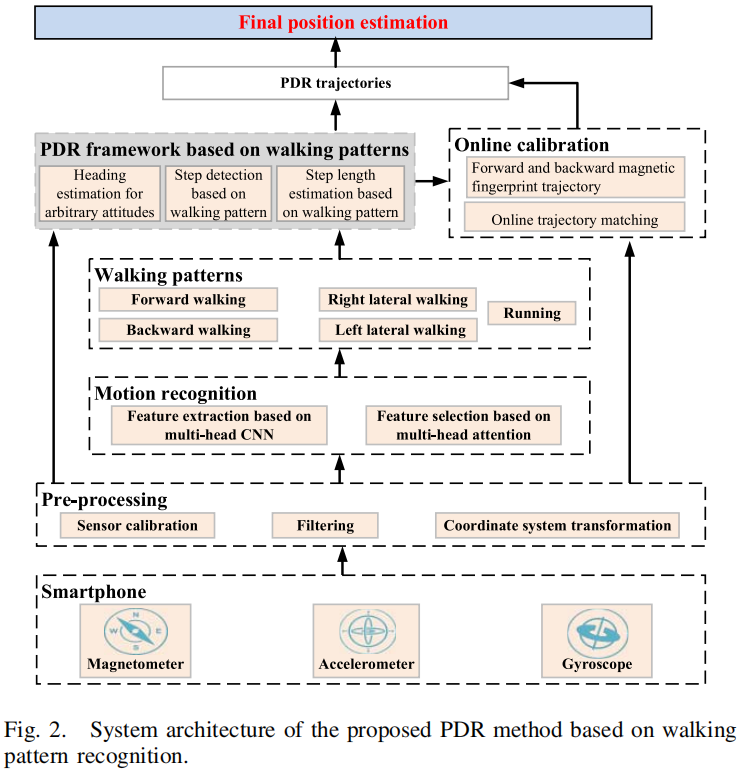 Final position estimation
PDR trajectories
PDR framework based on walking patterns
Heading
estimation for
arbitrary attitudes
Step detection
based on
walking pattern
Step length
estimation based
on walking pattern
Online calibration
Forward and backward magnetic
fingerprint trajectory
Online trajectory matching
Walking patterns
Forward walking
Right lateral walking
Running
Backward walking
Left lateral walking
Motion recognition
Feature extraction based on
multi-head CNN
Feature selection based on
multi-head attention
Pre-processing
Sensor calibration
Filtering
Coordinate system transformation
Smartphone
N
W E
S
Magnetometer
Accelerometer
Gyroscope
Fig. 2. System architecture of the proposed PDR method based on walking
pattern recognition.